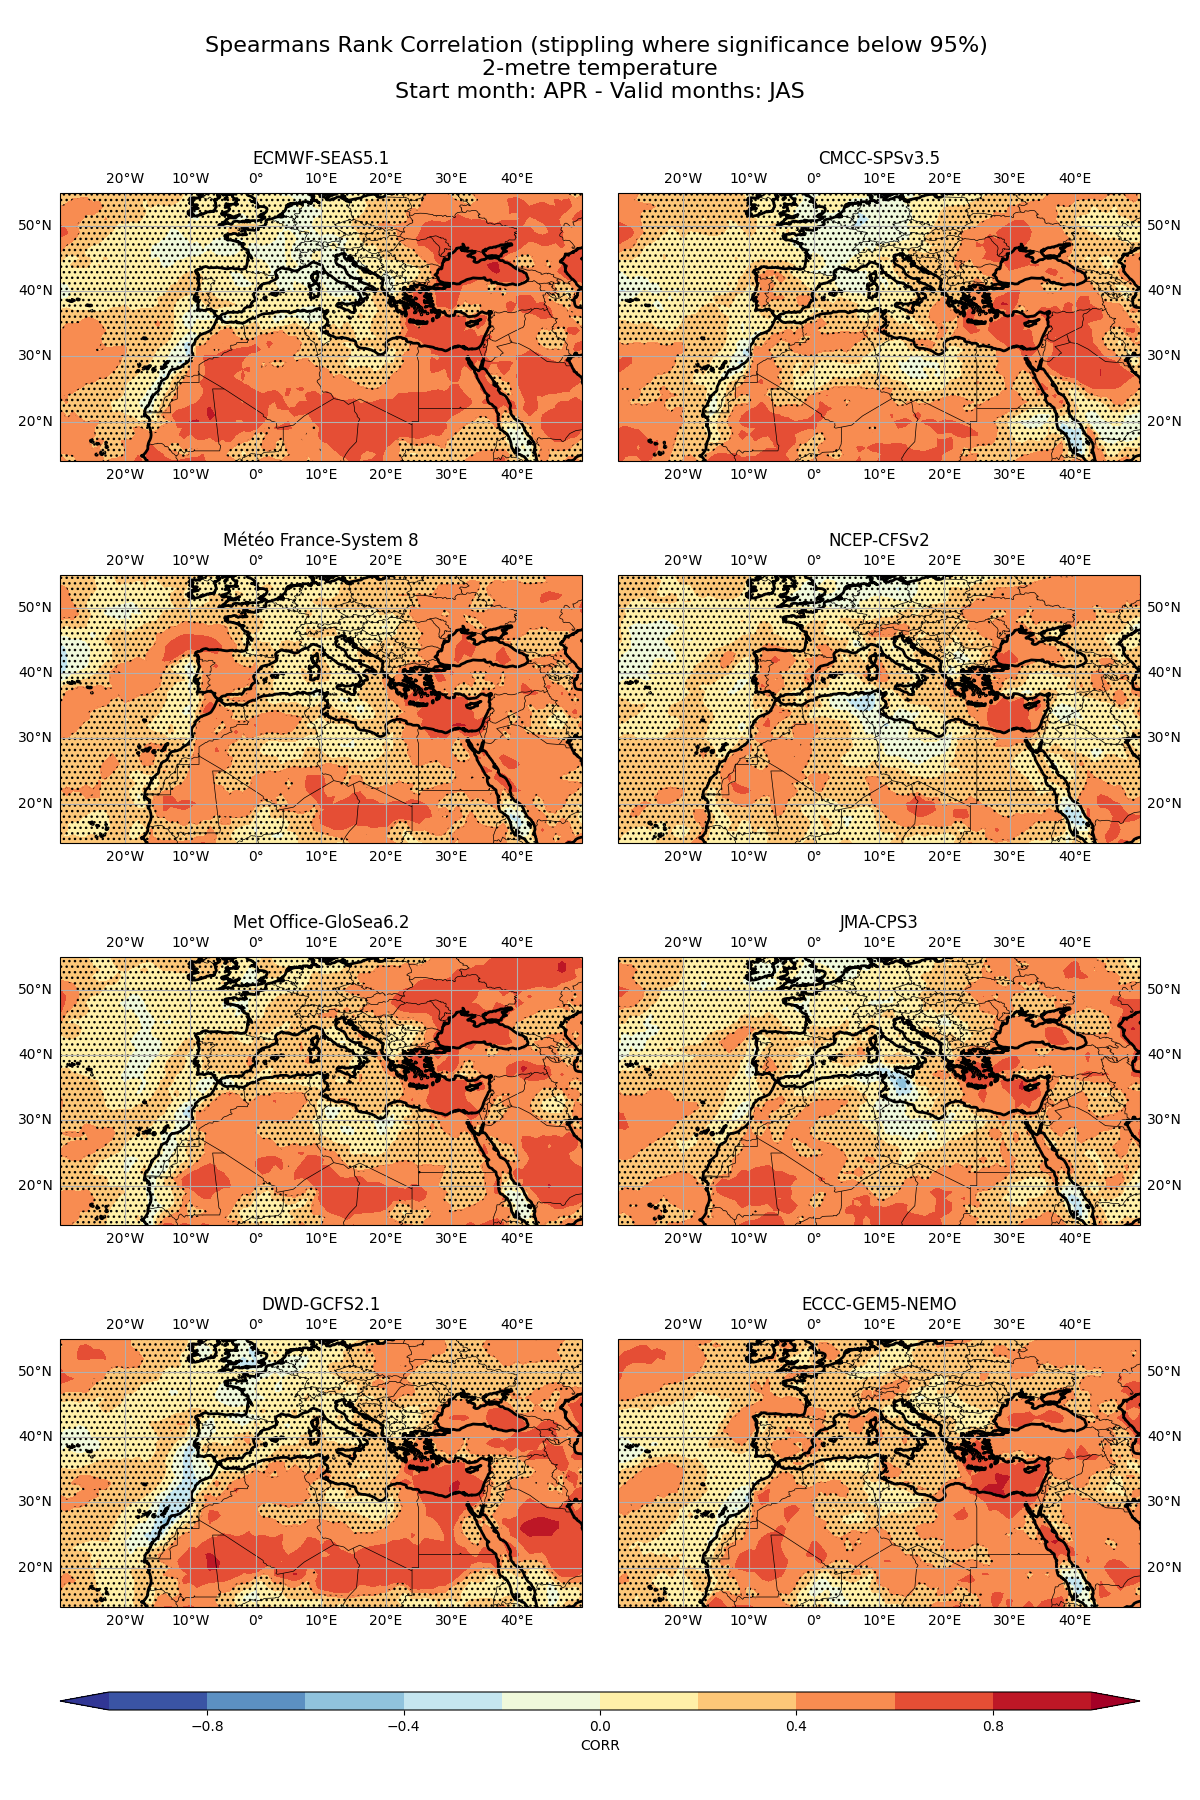 Spearmans Rank Correlation (stippling where significance below 95%)
2-metre temperature
Start month: APR - Valid months: JAS
ECMWF-SEAS5.1
CMCC-SPSv3.5
20°W 10°W 0° 10°E 20°E 30°E 40°E
20°W 10°W 0° 10°E 20°E 30°E 40°E
50°N
50°N
40°N
40°N
30°N
30°N
20°N
20°N
20°W 10°W 0° 10°E 20°E 30°E 40°E
20°W 10°W 0° 10°E 20°E 30°E 40°E
Météo France-System 8
NCEP-CFSv2
20°W 10°W 0° 10°E 20°E 30°E 40°E
20°W 10°W 0° 10°E 20°E 30°E 40°E
50°N
50°N
40°N
40°N
30°N
30°N
20°N
20°N
20°W 10°W 0° 10°E 20°E 30°E 40°E
20°W 10°W 0° 10°E 20°E 30°E 40°E
Met Office-GloSea6.2
JMA-CPS3
20°W 10°W 0° 10°E 20°E 30°E 40°E
20°W 10°W 0° 10°E 20°E 30°E 40°E
50°N
50°N
40°N
40°N
30°N
30°N
20°N
20°N
20°W 10°W 0° 10°E 20°E 30°E 40°E
20°W 10°W 0° 10°E 20°E 30°E 40°E
DWD-GCFS2.1
ECCC-GEM5-NEMO
20°W 10°W 0° 10°E 20°E 30°E 40°E
20°W 10°W 0° 10°E 20°E 30°E 40°E
50°N
50°N
40°N
40°N
30°N
30°N
20°N
20°N
20°W 10°W 0° 10°E 20°E 30°E 40°E
20°W 10°W 0° 10°E 20°E 30°E 40°E
−0.8 −0.4 0.0 0.4 0.8
CORR